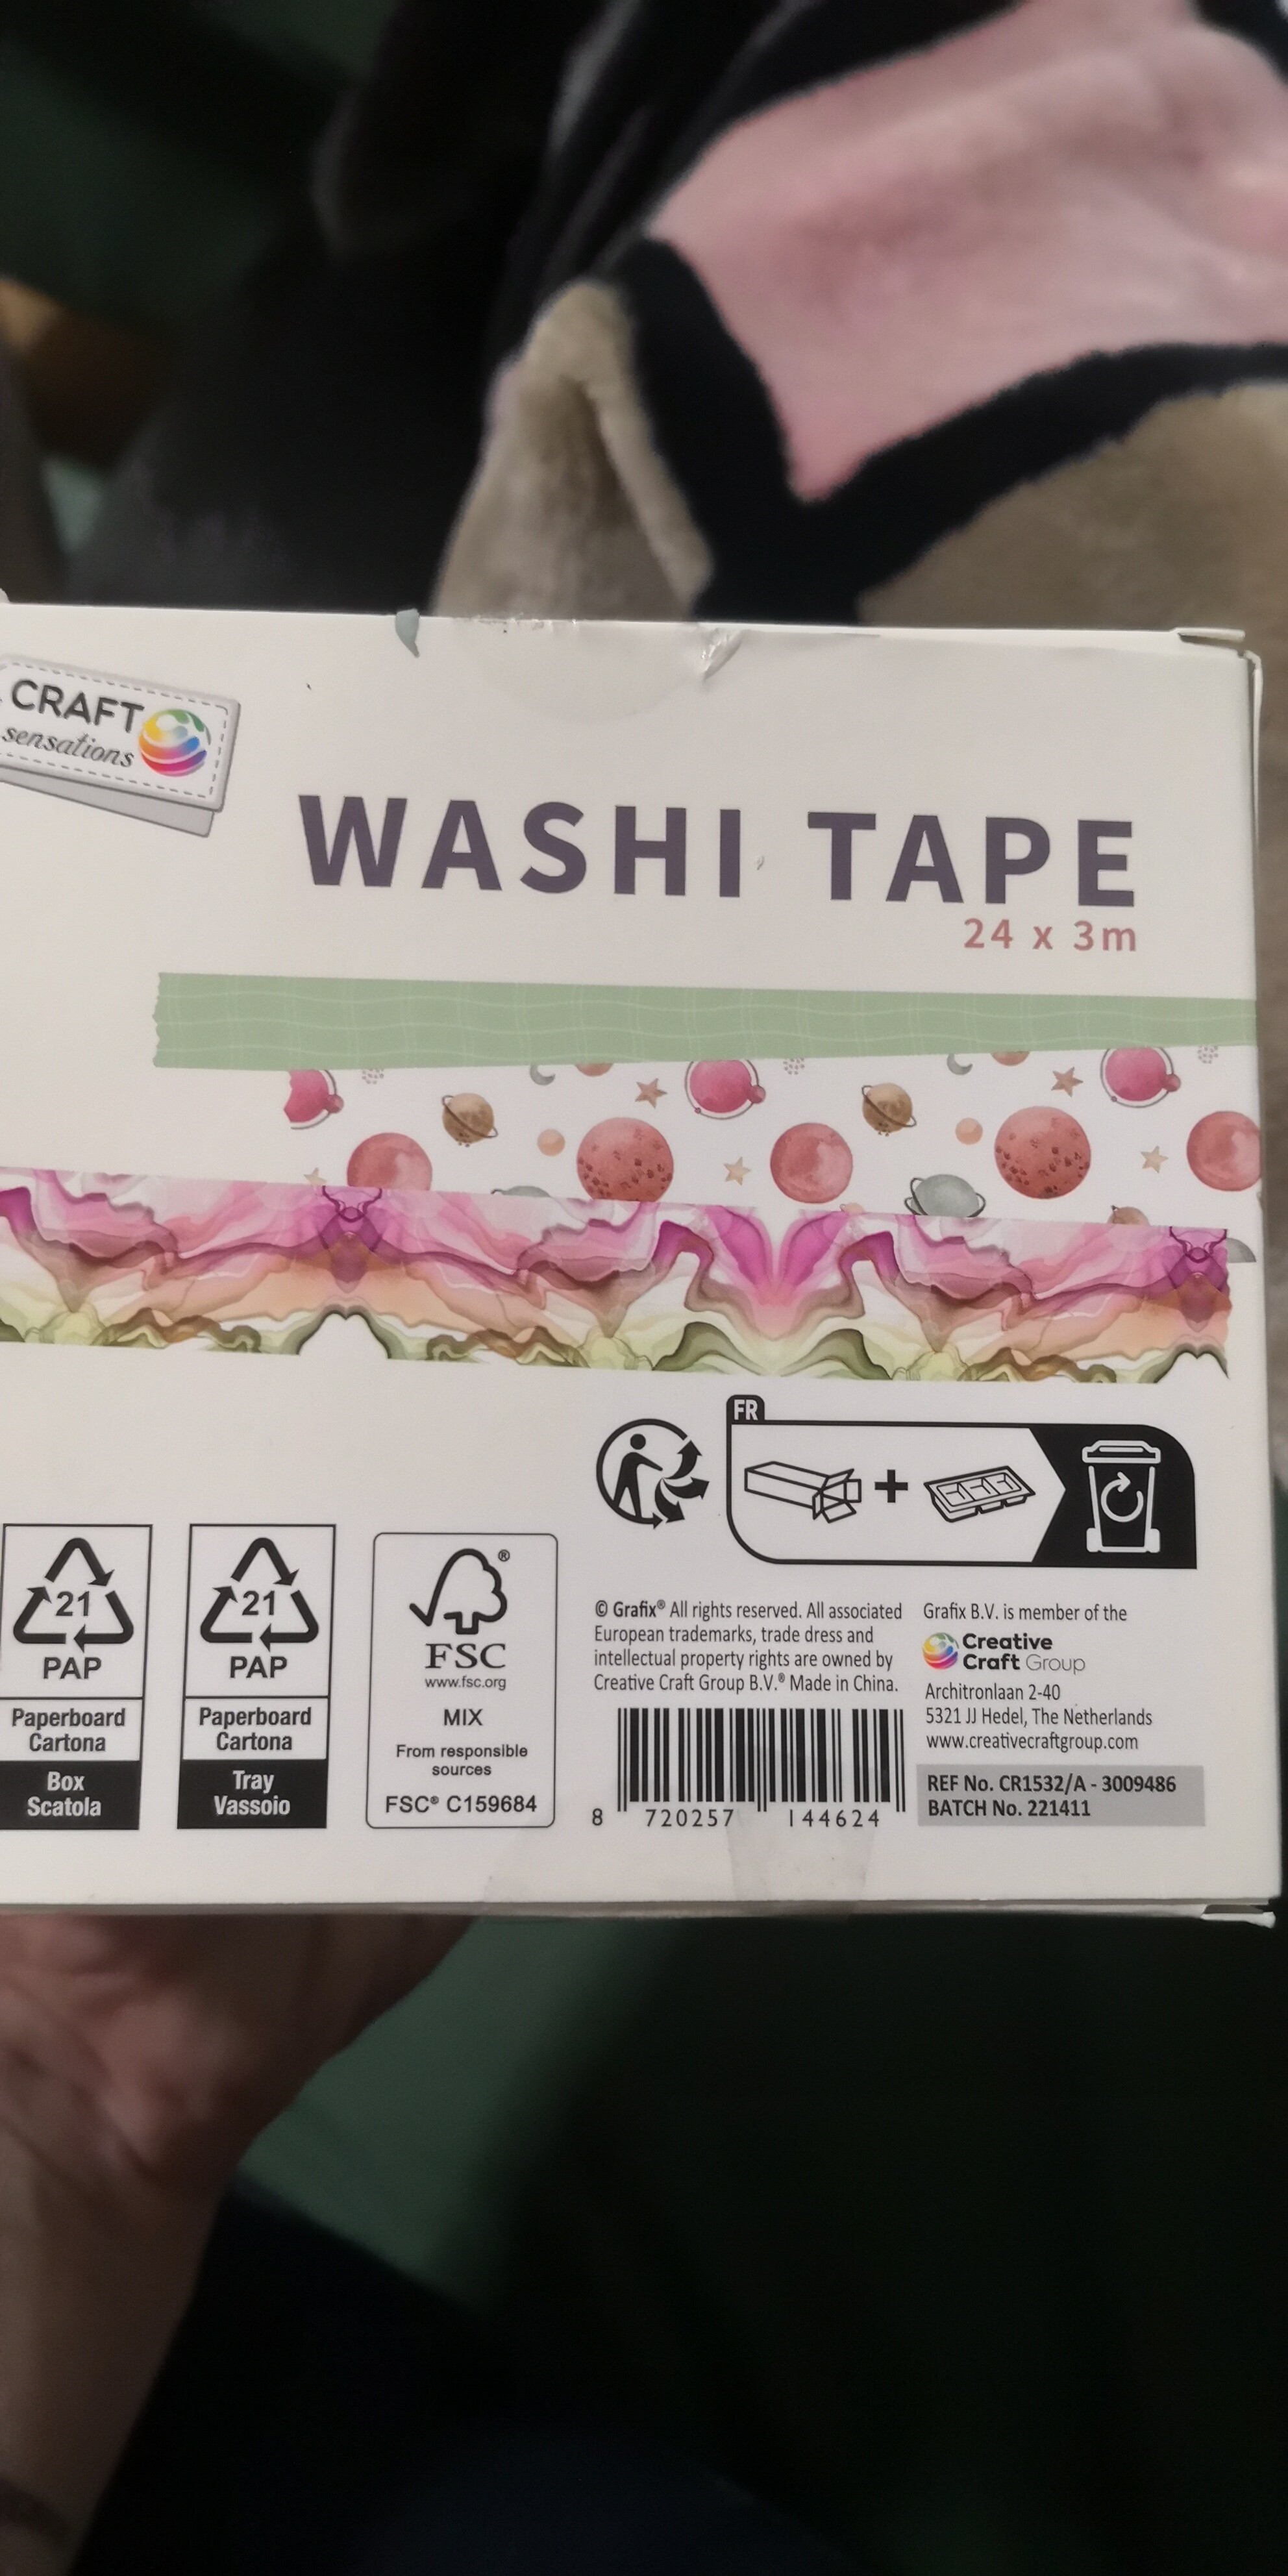 CRAFT
sensations
WASHI TAPE
24 x 3m
FR
21
PAP
Paperboard
Cartona
Box
Scatola
21
PAP
Paperboard
Cartona
Tray
Vassoio
®
FSC
www.fsc.org
MIX
From responsible
sources
FSC® C159684
© Grafix® All rights reserved. All associated
European trademarks, trade dress and
intellectual property rights are owned by
Creative Craft Group B.V.® Made in China.
8 720257 144624
Grafix B.V. is member of the
Creative
Craft Group
Architronlaan 2-40
5321 JJ Hedel, The Netherlands
www.creativecraftgroup.com
REF No. CR1532/A - 3009486
BATCH No. 221411